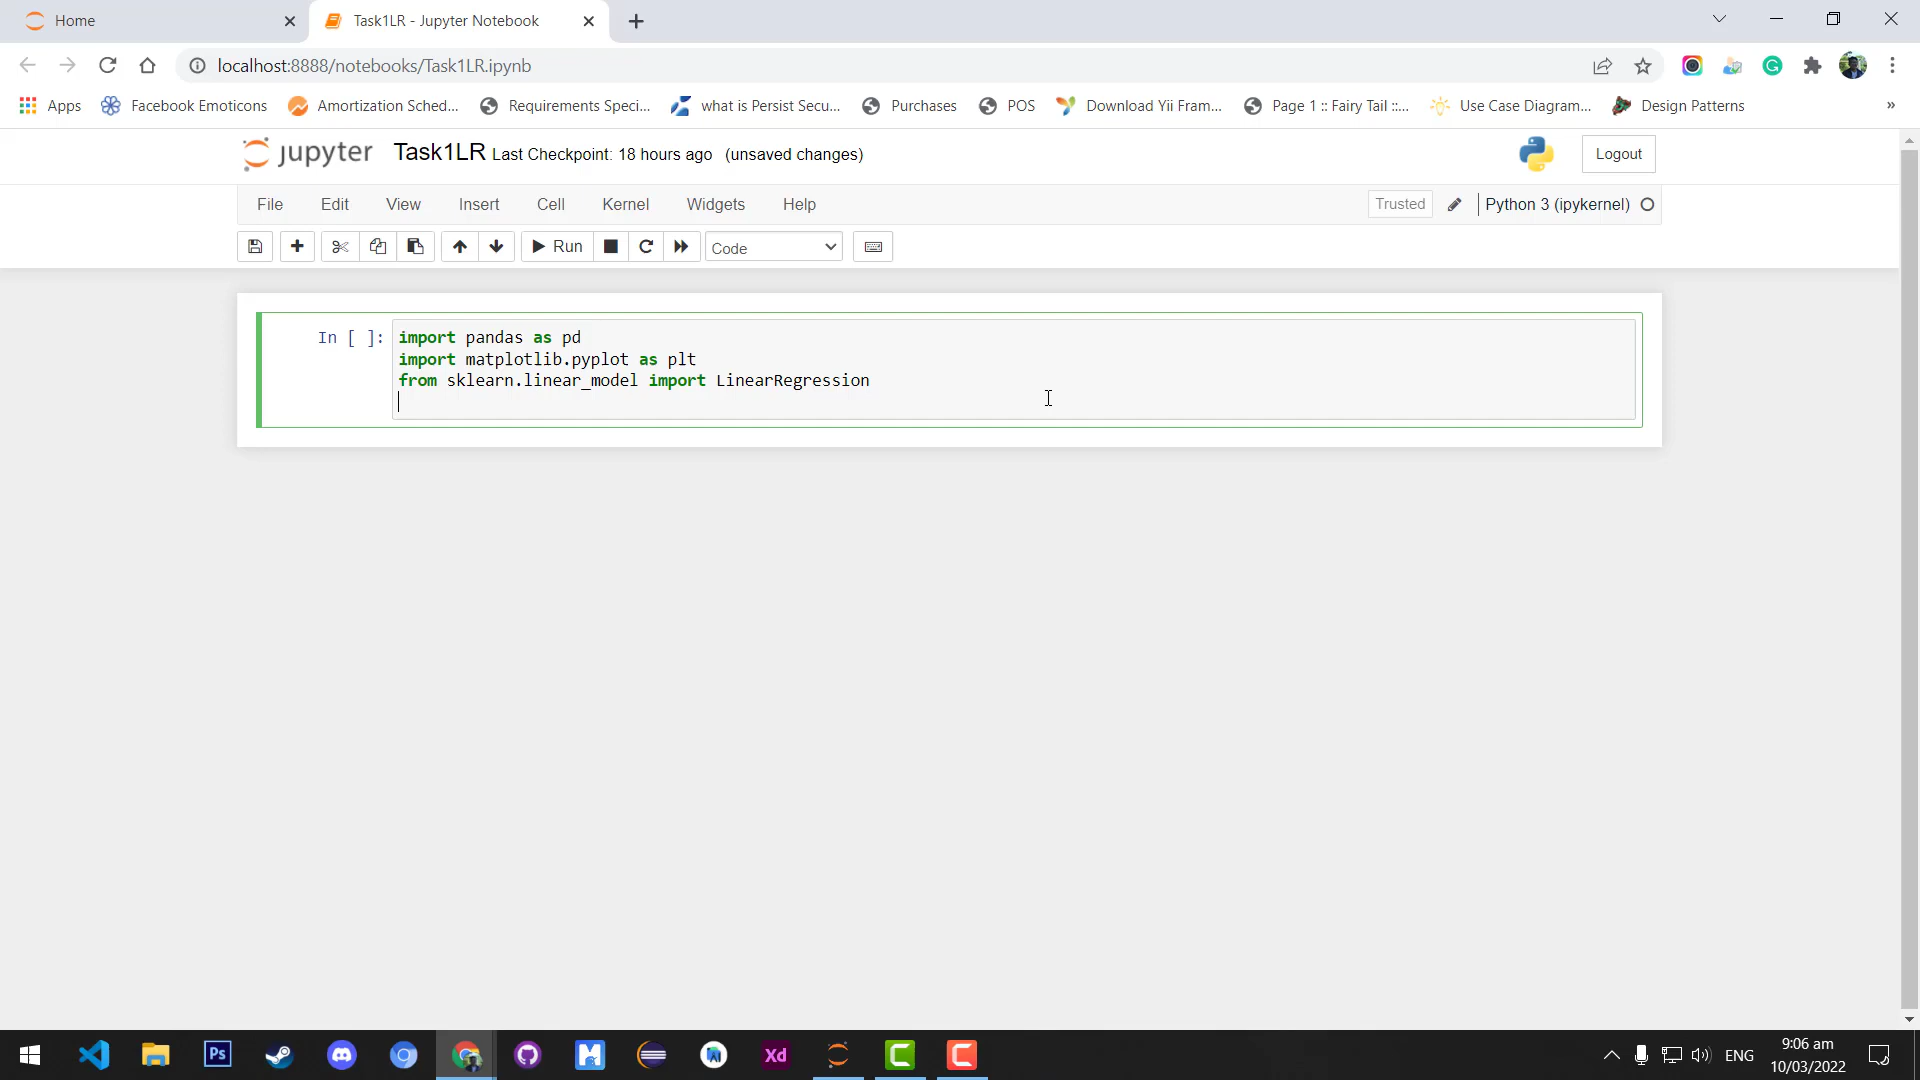 Home
Task1LR - Jupyter Notebook
localhost:8888/notebooks/Task1LR.ipynb
Apps
Facebook Emoticons
Amortization Sched...
Requirements Speci...
what is Persist Secu...
Purchases
POS
Download Yii Fram...
Page 1 :: Fairy Tail ::...
Use Case Diagram...
Design Patterns
»
jupyter Task1LR Last Checkpoint: 18 hours ago (unsaved changes)
Logout
File Edit View Insert Cell Kernel Widgets Help
Trusted
Python 3 (ipykernel)
Run
Code
In [ ]:
import pandas as pd
import matplotlib.pyplot as plt
from sklearn.linear_model import LinearRegression
Ps
Xd
ENG
9:06 am
10/03/2022